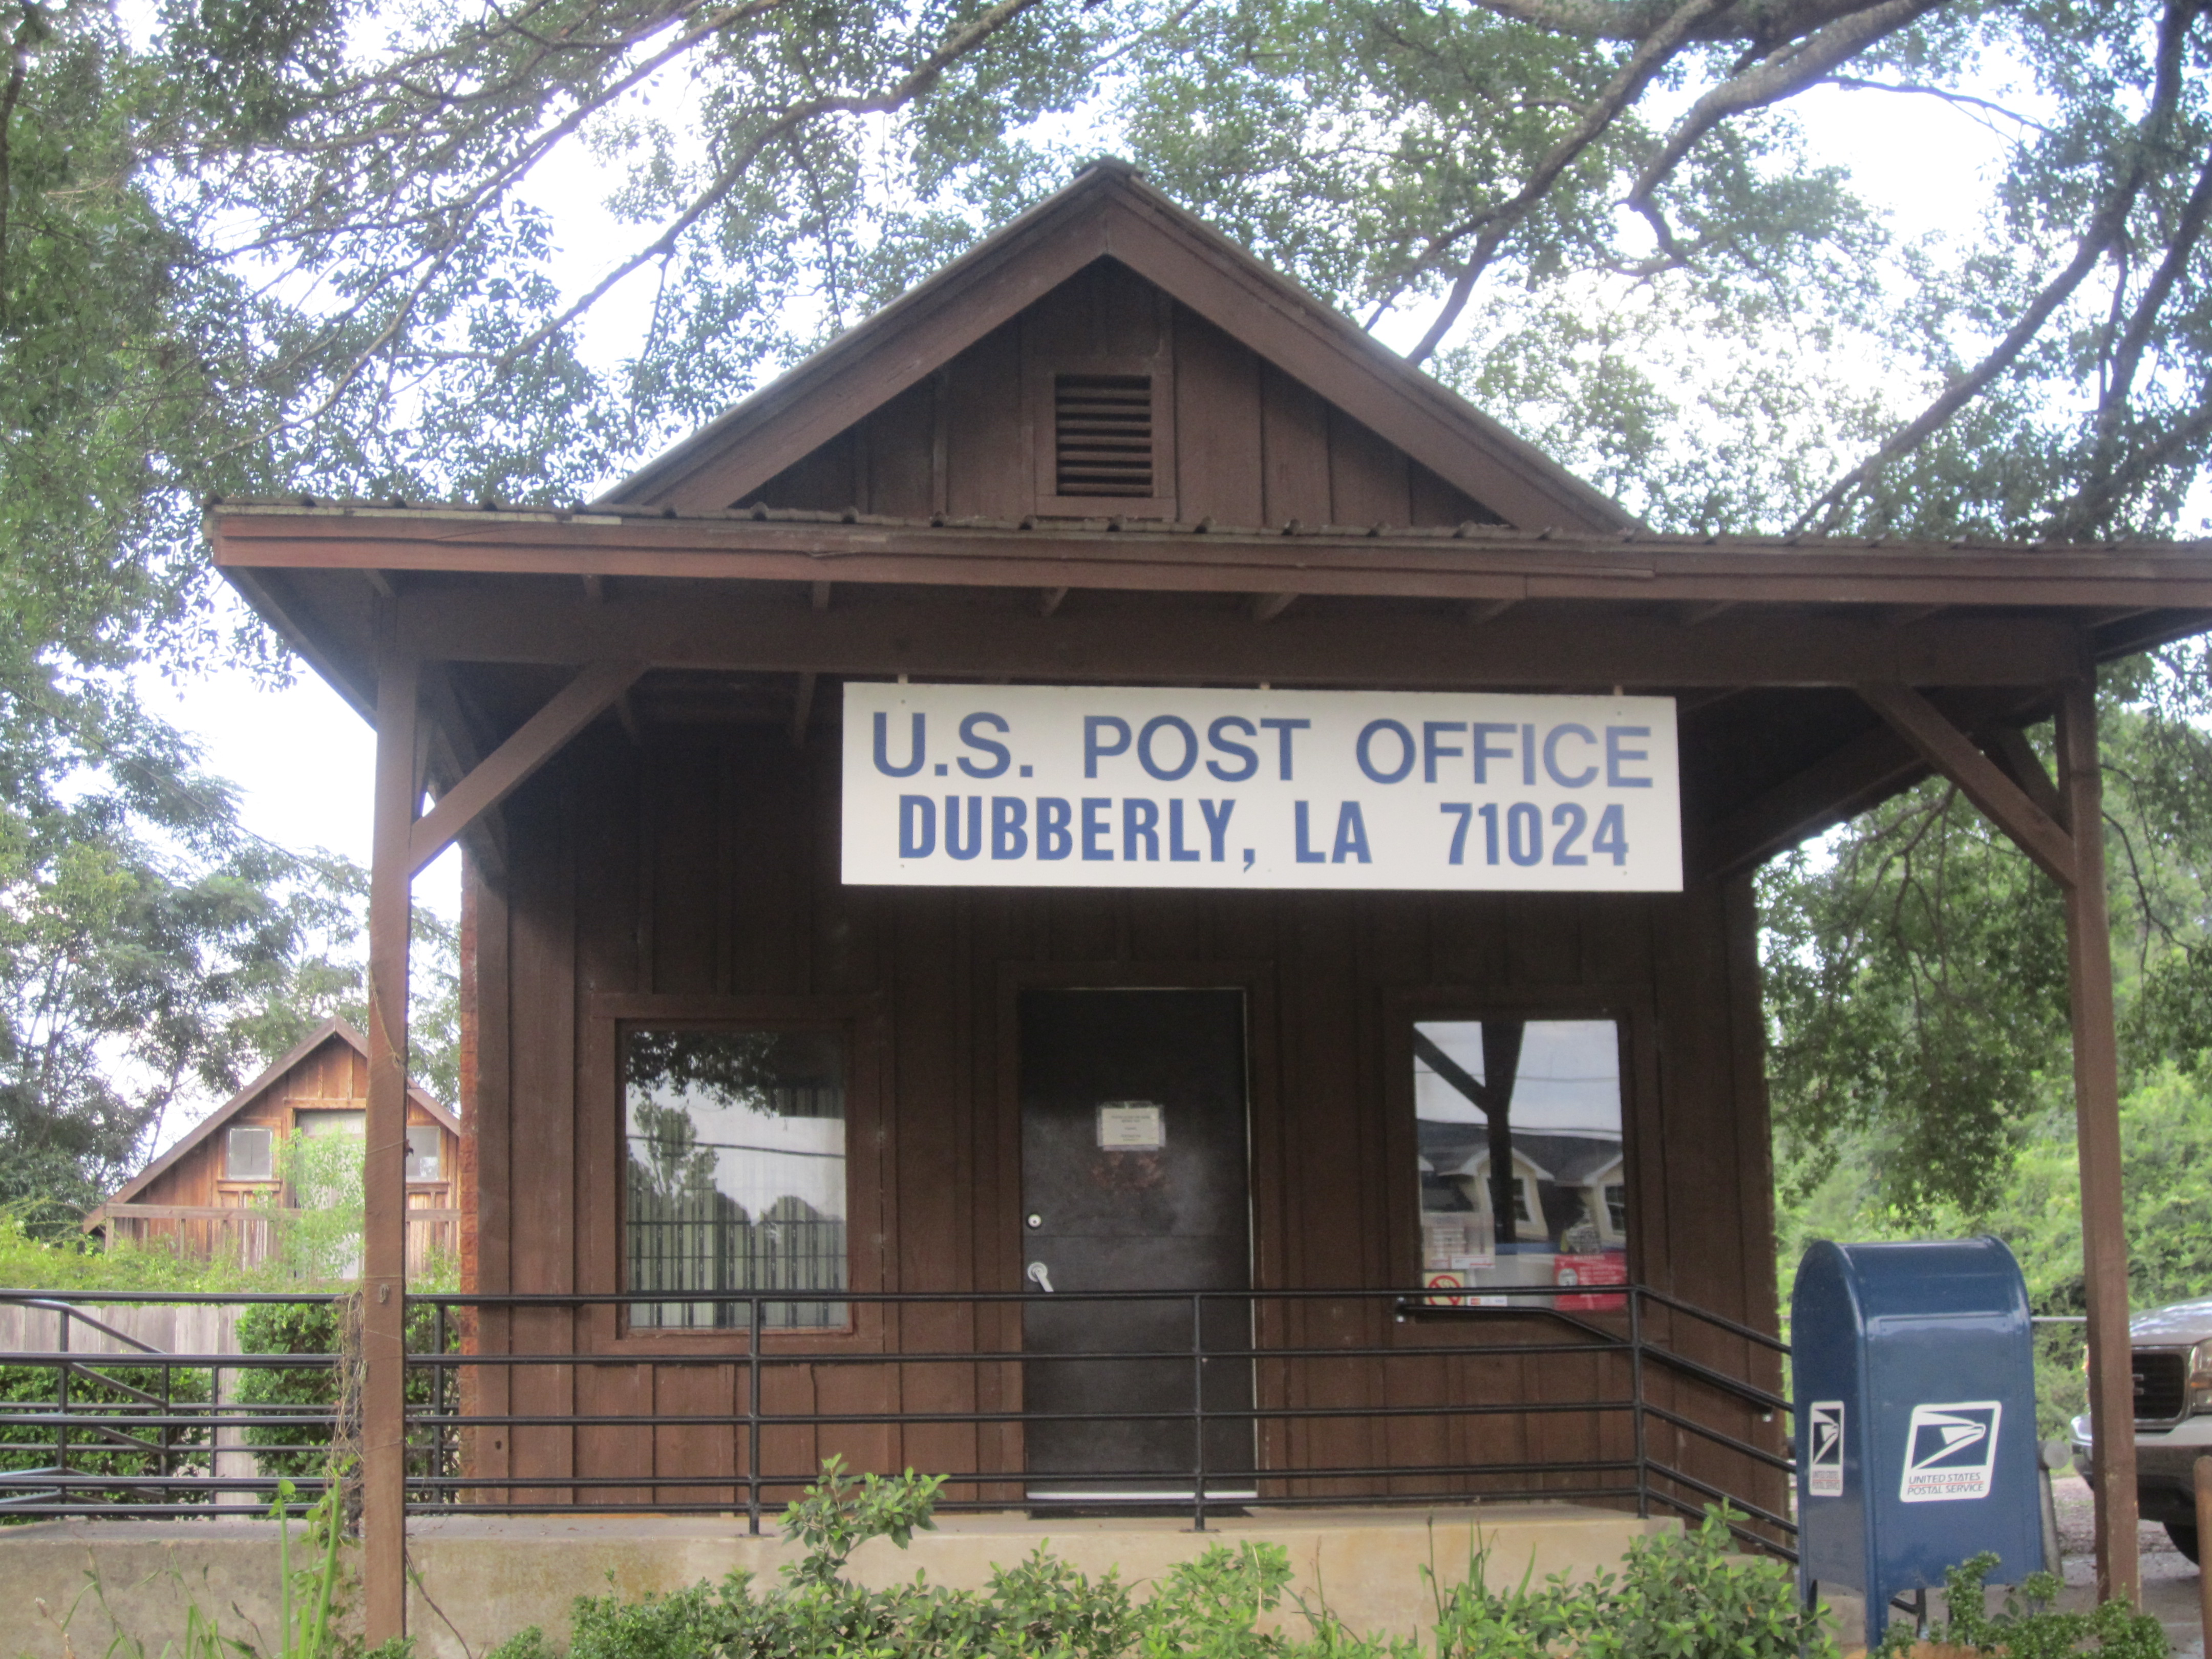 U.S. POST OFFICE
DUBBERLY, LA 71024
UNITED STATES
POSTAL SERVICE